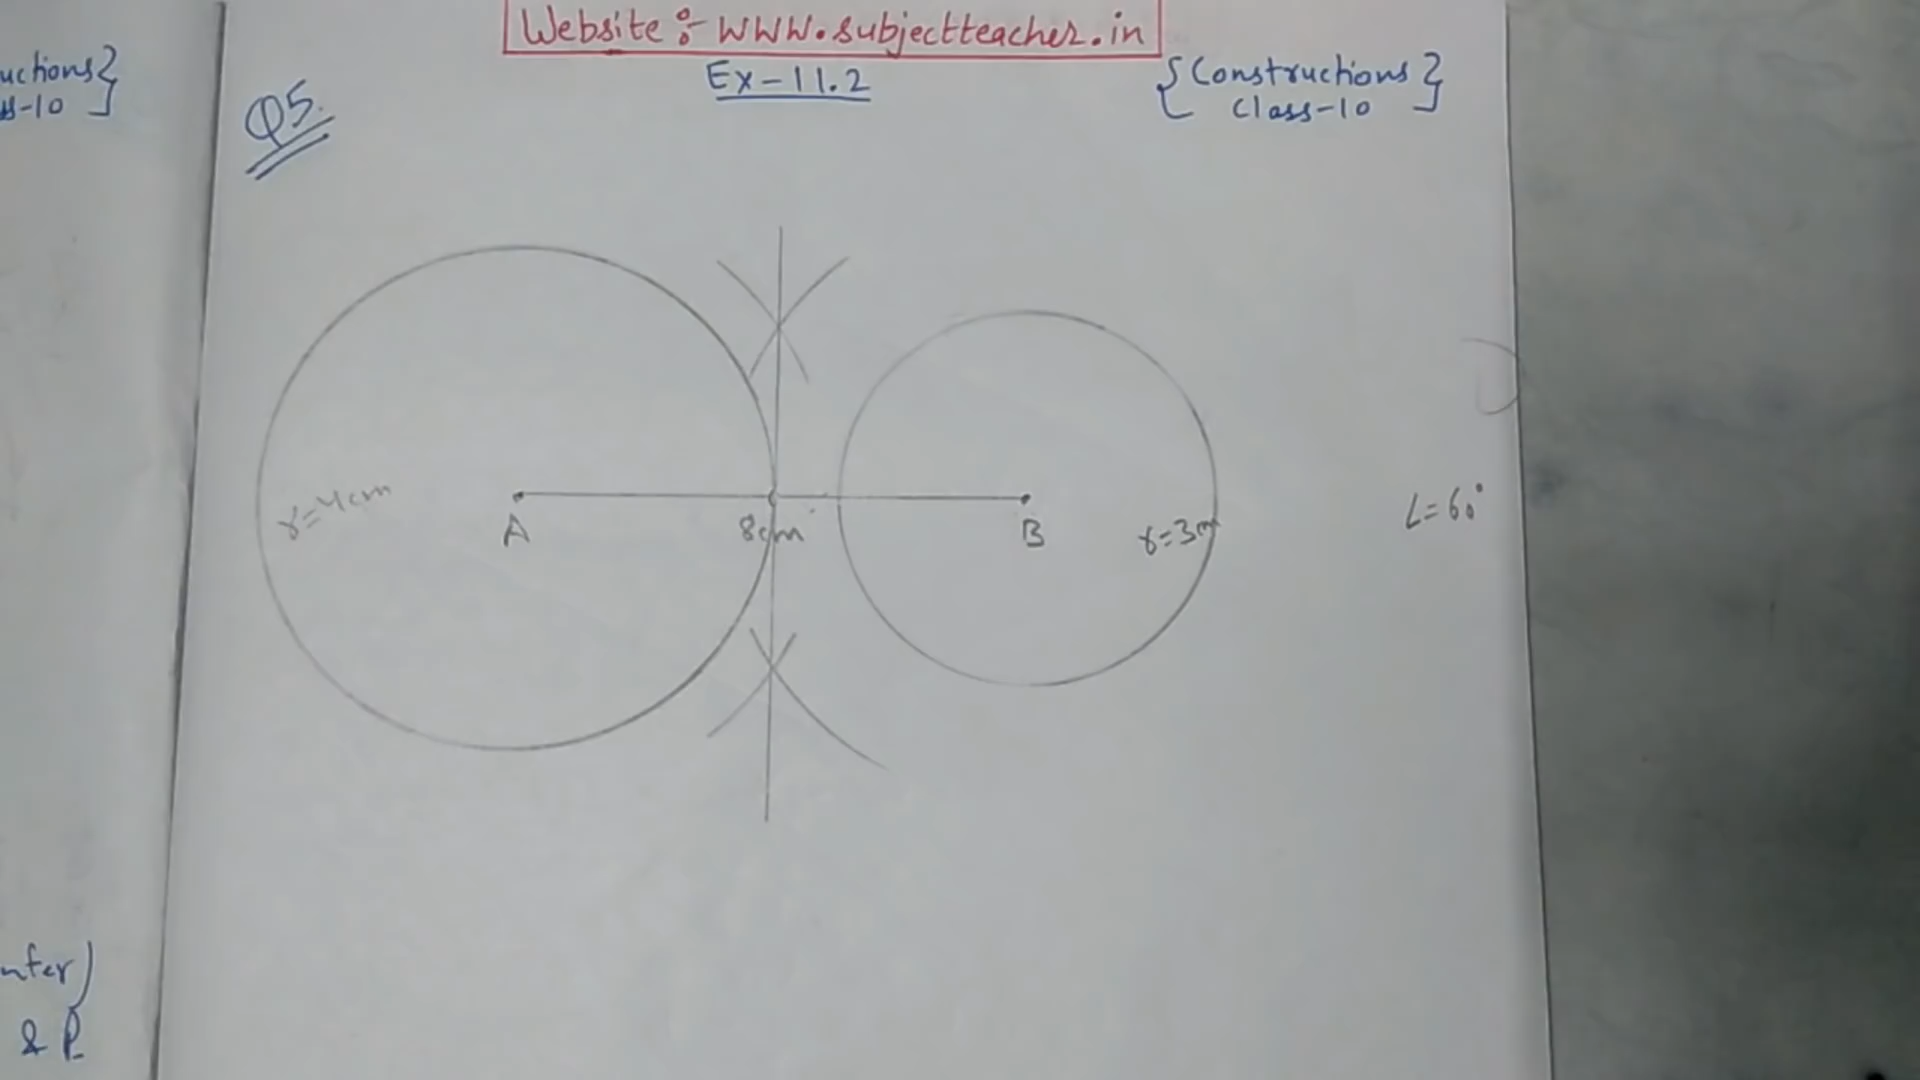 Website :- www.subjectteacher.in
Ex-11.2
{Constructions}
Class-10
Q5.
uctions}
s-10
r=4cm
A
8cm
B
r=3cm
L=60°
nter)
& P